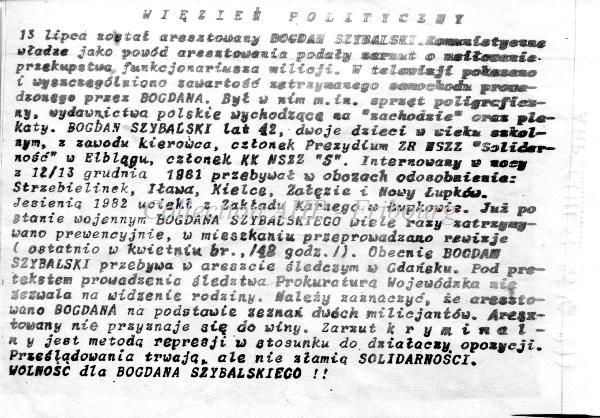 WIĘZIEŃ POLITYCZNY
13 lipca został aresztowany BOGDAN SZYBALSKI. Komunistyczne
władze jako powód aresztowania podały zarzut o usiłowanie
przekupstwa funkcjonariusza milicji. W telewizji pokazano
i wyszczególniono zawartość zatrzymanego samochodu prowa-
dzonego przez BOGDANA. Był w nim m.in. sprzęt poligraficz-
ny, wydawnictwa polskie wychodzące na "zachodzie" oraz pla-
katy. BOGDAN SZYBALSKI lat 42, dwoje dzieci w wieku szkol-
nym, z zawodu kierowca, członek Prezydium ZR NSZZ "Solidar-
ność" w Elblągu, członek KK NSZZ "S". Internowany w nocy
z 12/13 grudnia 1981 przebywał w obozach odosobnienia:
Strzebielinek, Iława, Kielce, Załęzie i Nowy Łupków.
Jesienią 1982 ucieki z Zakładu Karnego w Łupkowie. Już po
stanie wojennym BOGDANA SZYBALSKIEGO wiele razy zatrzymy-
wano prewencyjnie, w mieszkaniu przeprowadzano rewizje
( ostatnio w kwietniu br.,/48 godz./). Obecnie BOGDAN
SZYBALSKI przebywa w areszcie śledczym w Gdańsku. Pod pre-
tekstem prowadzenia śledztwa Prokuratura Wojewódzka nie
zezwala na widzenie rodziny. Należy zaznaczyć, że areszto-
wano BOGDANA na podstawie zeznań dwóch milicjantów. Aresz-
towany nie przyznaje się do winy. Zarzut k r y m i n a l -
n y jest metodą represji w stosunku do działaczy opozycji.
Prześladowania trwają, ale nie złamią SOLIDARNOŚCI.
WOLNOŚĆ dla BOGDANA SZYBALSKIEGO !!